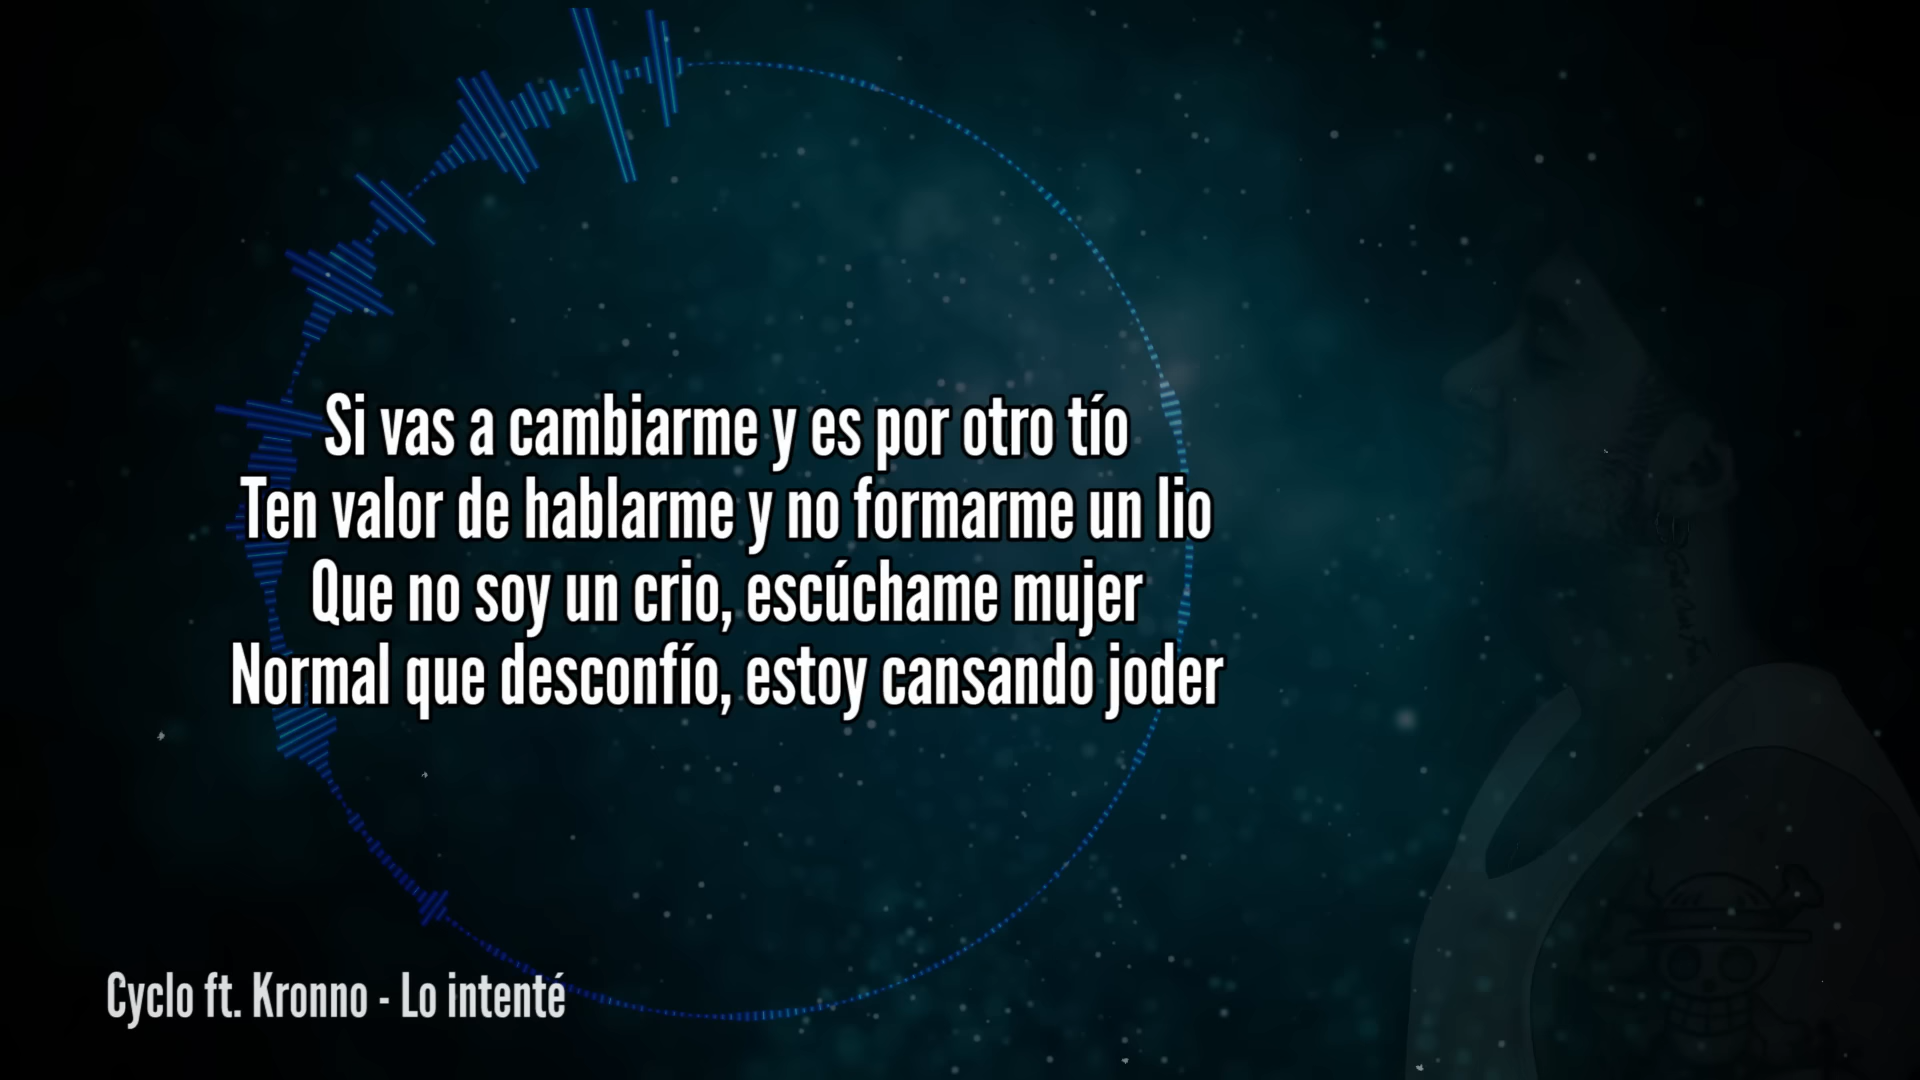 Si vas a cambiarme y es por otro tío
Ten valor de hablarme y no formarme un lio
Que no soy un crio, escúchame mujer
Normal que desconfío, estoy cansando joder
Cyclo ft. Kronno - Lo intenté